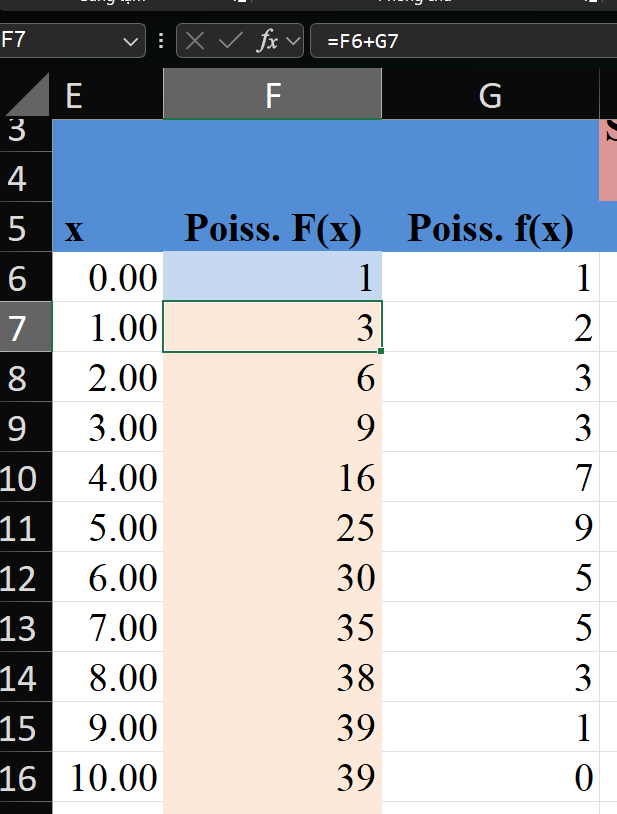 F7 fx =F6+G7
E F G
3
4
5 x Poiss. F(x) Poiss. f(x)
6 0.00 1 1
7 1.00 3 2
8 2.00 6 3
9 3.00 9 3
10 4.00 16 7
11 5.00 25 9
12 6.00 30 5
13 7.00 35 5
14 8.00 38 3
15 9.00 39 1
16 10.00 39 0